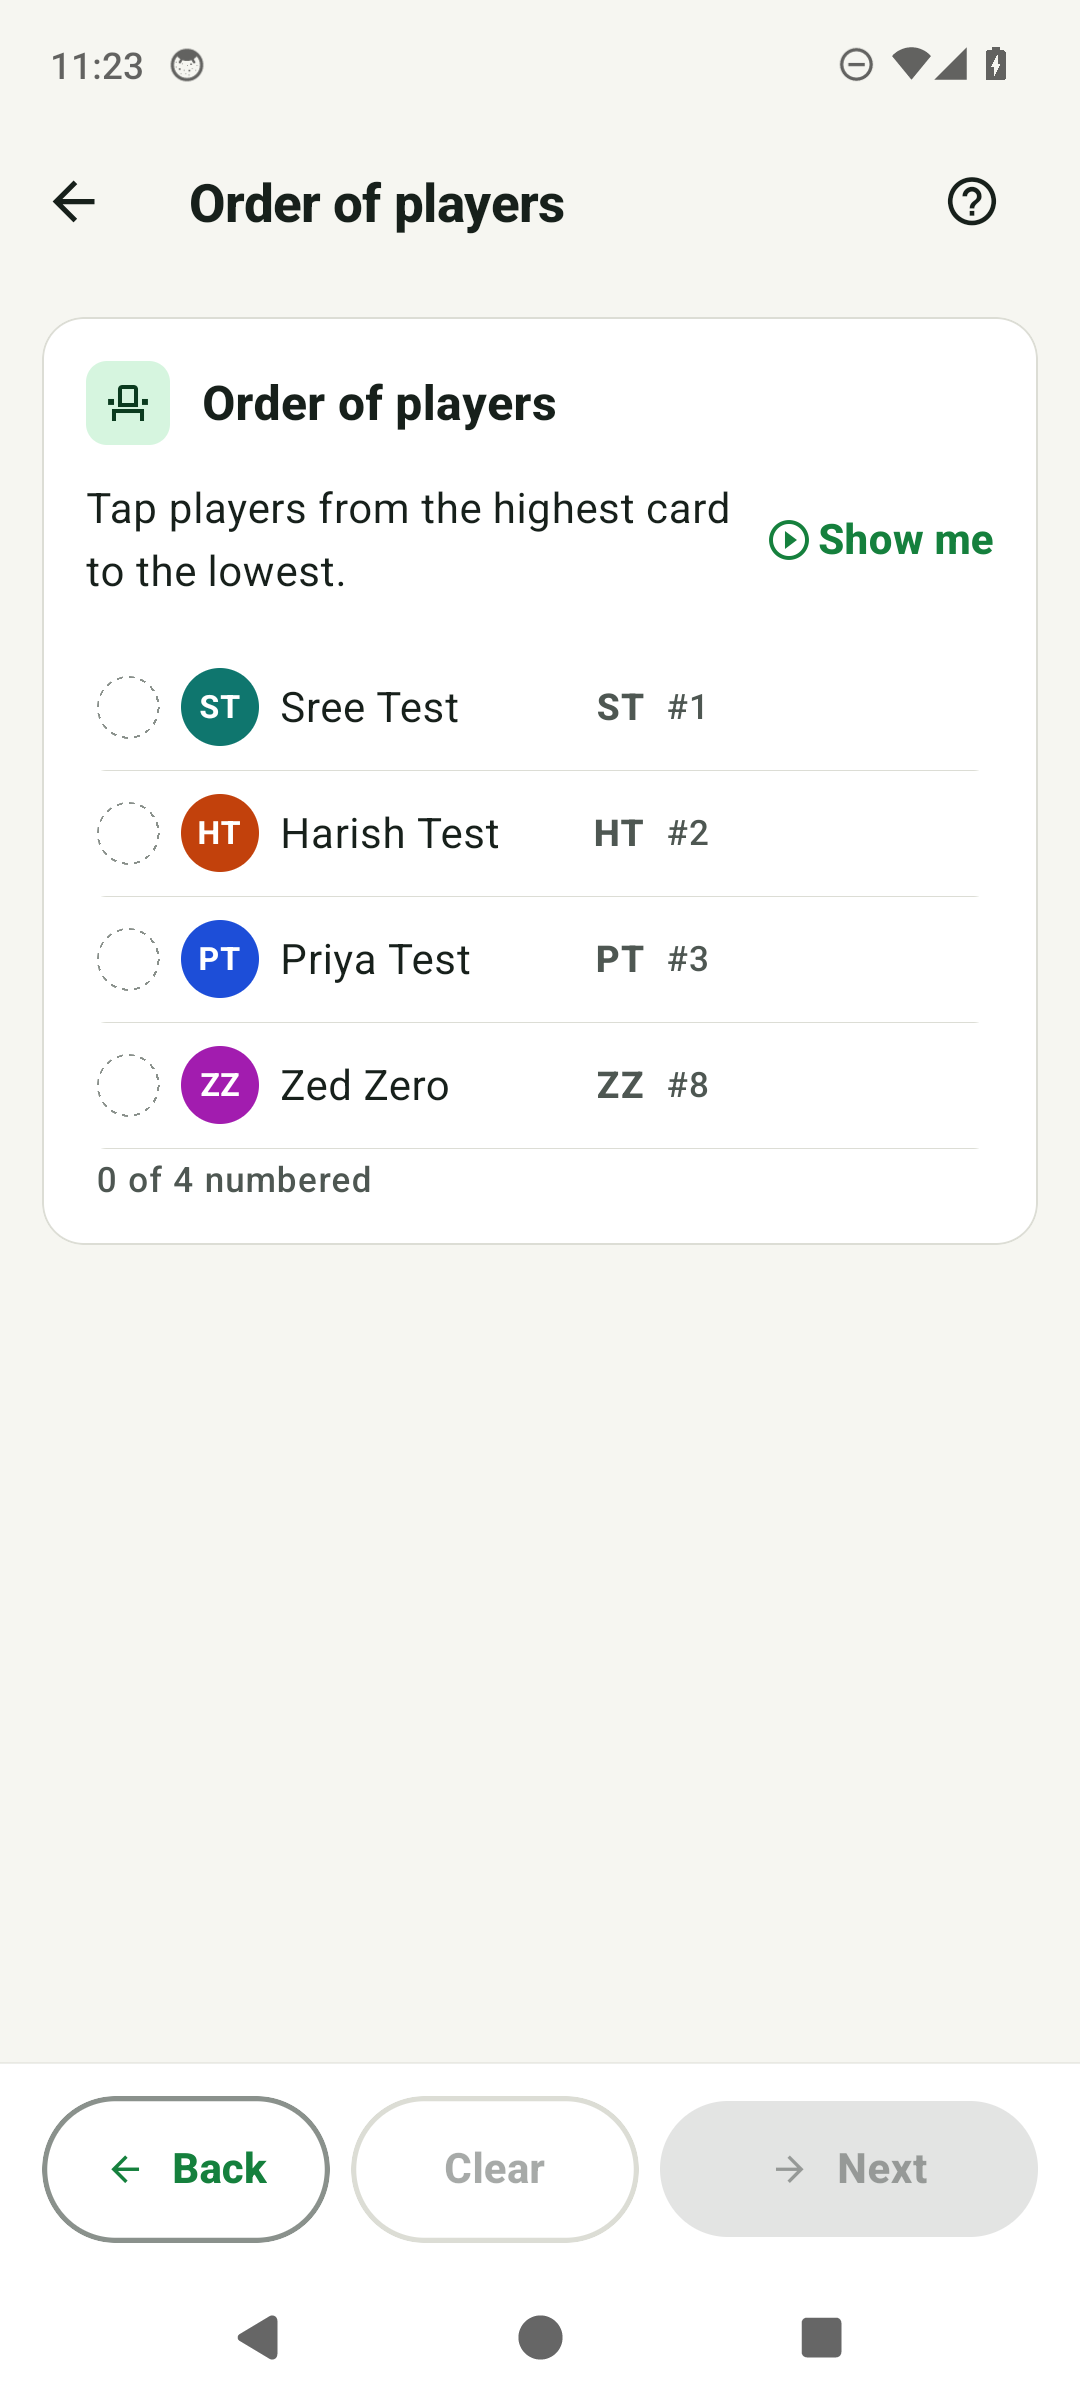 11:23
Order of players
Order of players
Tap players from the highest card
to the lowest.
Show me
ST Sree Test ST #1
HT Harish Test HT #2
PT Priya Test PT #3
ZZ Zed Zero ZZ #8
0 of 4 numbered
Back Clear Next